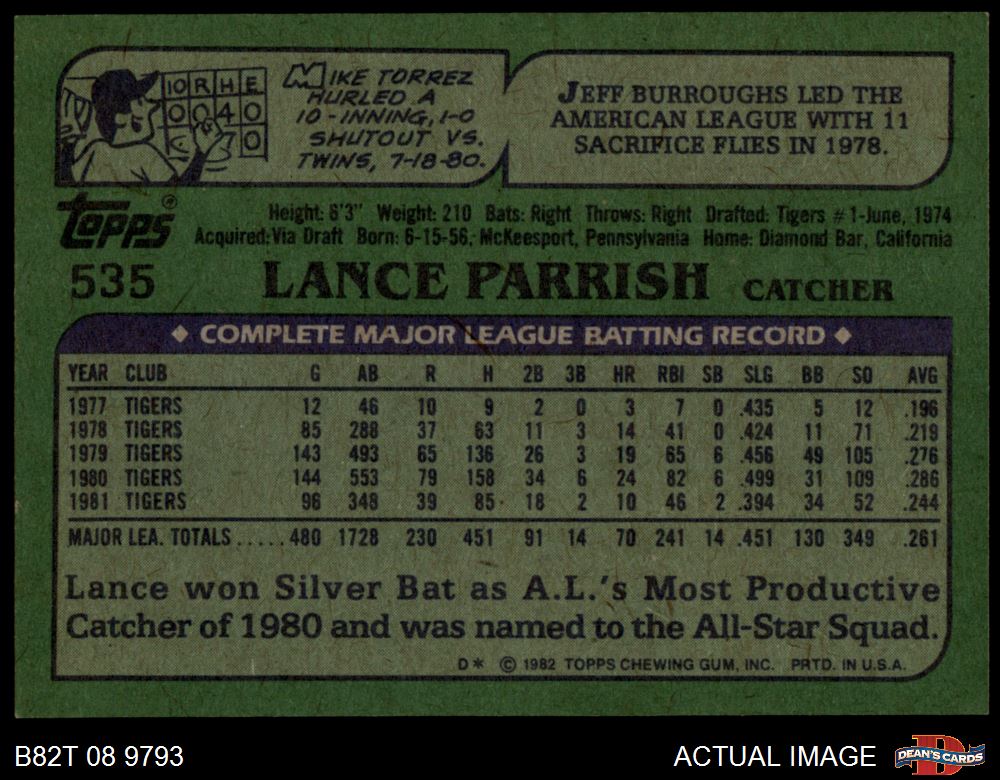 10 R H E
0 0 4 0
7 0
MIKE TORREZ
HURLED A
10-INNING, 1-0
SHUTOUT VS.
TWINS, 7-18-80.
JEFF BURROUGHS LED THE
AMERICAN LEAGUE WITH 11
SACRIFICE FLIES IN 1978.
Topps®
Height: 6'3" Weight: 210 Bats: Right Throws: Right Drafted: Tigers #1-June, 1974
Acquired: Via Draft Born: 6-15-56, McKeesport, Pennsylvania Home: Diamond Bar, California
535 LANCE PARRISH CATCHER
◆ COMPLETE MAJOR LEAGUE BATTING RECORD ◆
YEAR CLUB G AB R H 2B 3B HR RBI SB SLG BB SO AVG
1977 TIGERS 12 46 10 9 2 0 3 7 0 .435 5 12 .196
1978 TIGERS 85 288 37 63 11 3 14 41 0 .424 11 71 .219
1979 TIGERS 143 493 65 136 26 3 19 65 6 .456 49 105 .276
1980 TIGERS 144 553 79 158 34 6 24 82 6 .499 31 109 .286
1981 TIGERS 96 348 39 85 18 2 10 46 2 .394 34 52 .244
MAJOR LEA. TOTALS.....480 1728 230 451 91 14 70 241 14 .451 130 349 .261
Lance won Silver Bat as A.L.'s Most Productive
Catcher of 1980 and was named to the All-Star Squad.
D* © 1982 TOPPS CHEWING GUM, INC. PRTD. IN U.S.A.
B82T 08 9793
ACTUAL IMAGE
DEAN'S CARDS